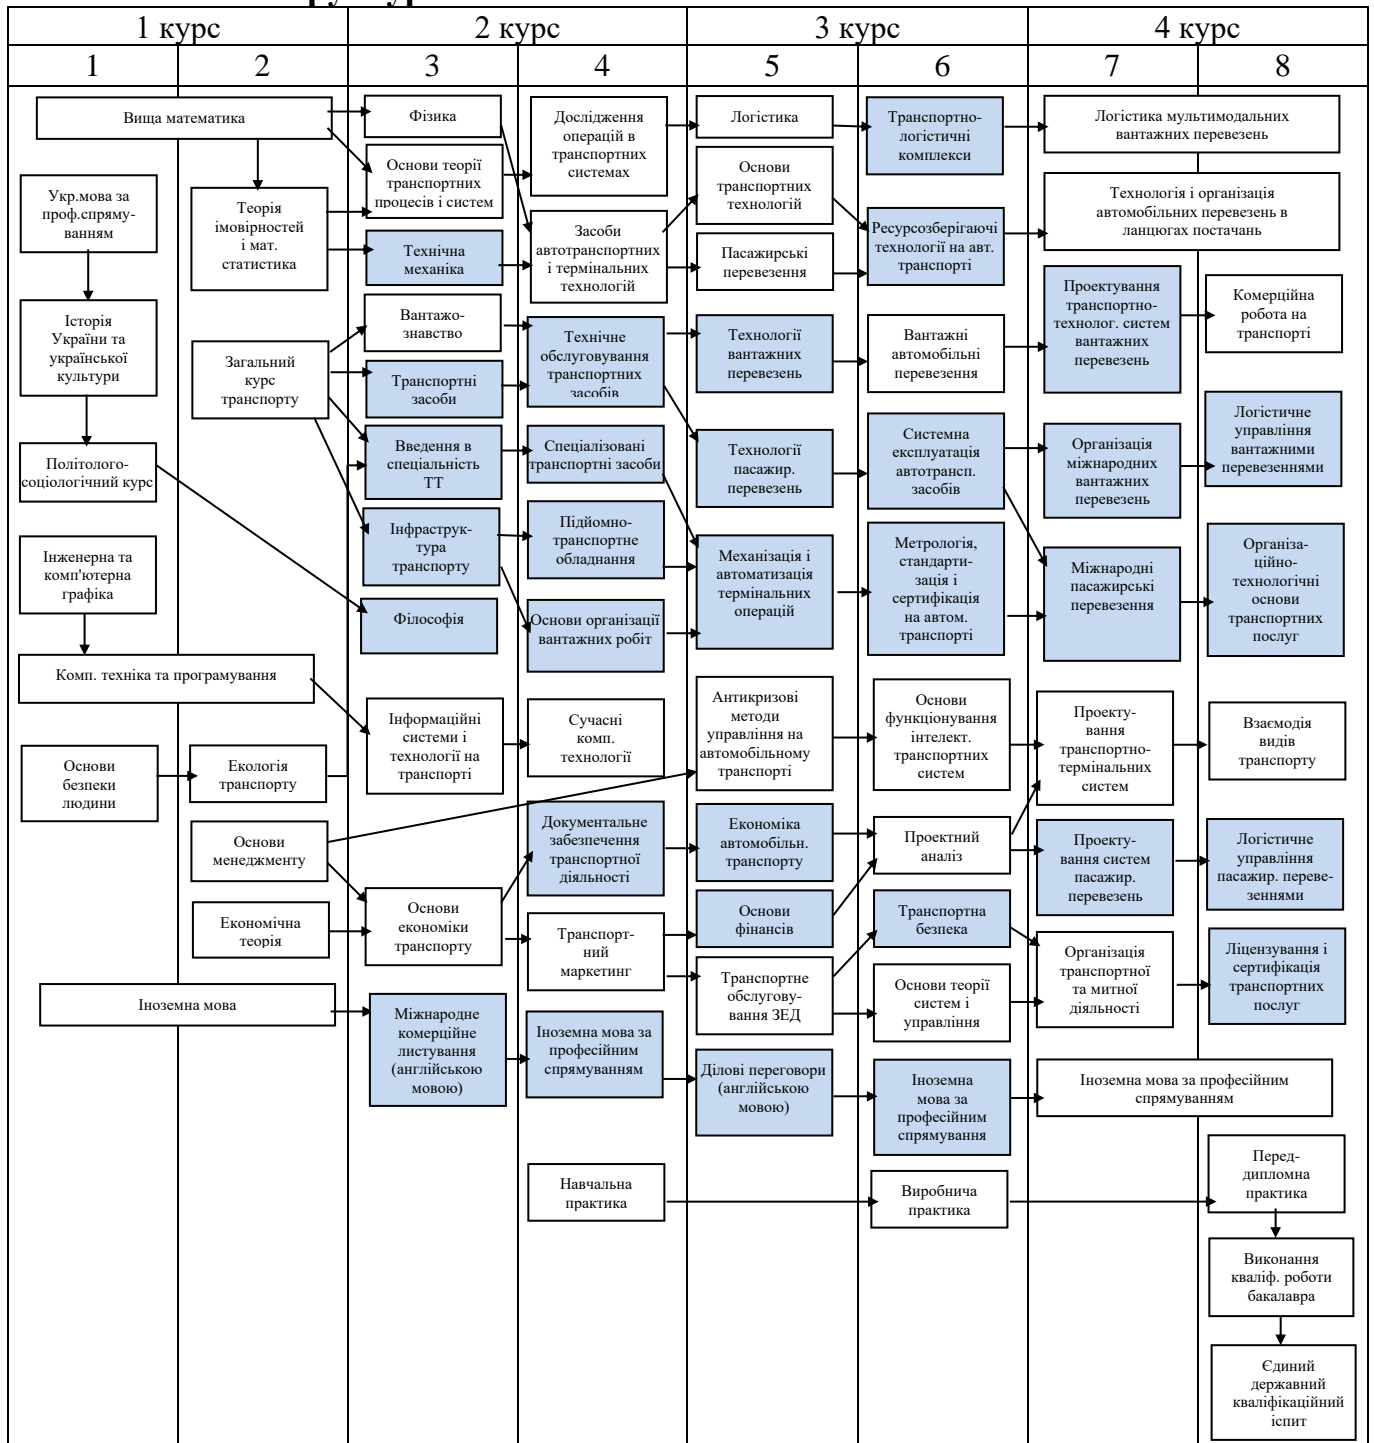 1 курс
2 курс
3 курс
4 курс
1
2
3
4
5
6
7
8
Вища математика
Укр.мова за
проф.спряму-
ванням
Історія
України та
української
культури
Політолого-
соціологічний курс
Інженерна та
комп'ютерна
графіка
Комп. техніка та програмування
Основи
безпеки
людини
Іноземна мова
Теорія
імовірностей
і мат.
статистика
Загальний
курс
транспорту
Екологія
транспорту
Основи
менеджменту
Економічна
теорія
Фізика
Основи теорії
транспортних
процесів і систем
Технічна
механіка
Вантажо-
знавство
Транспортні
засоби
Введення в
спеціальність
ТТ
Інфраструк-
тура
транспорту
Філософія
Інформаційні
системи і
технології на
транспорті
Основи
економіки
транспорту
Міжнародне
комерційне
листування
(англійською
мовою)
Дослідження
операцій в
транспортних
системах
Засоби
автотранспортних
і термінальних
технологій
Технічне
обслуговування
транспортних
засобів
Спеціалізовані
транспортні засоби
Підйомно-
транспортне
обладнання
Основи організації
вантажних робіт
Сучасні
комп.
технології
Документальне
забезпечення
транспортної
діяльності
Транспорт-
ний
маркетинг
Іноземна мова за
професійним
спрямуванням
Навчальна
практика
Логістика
Основи
транспортних
технологій
Пасажирські
перевезення
Технології
вантажних
перевезень
Технології
пасажир.
перевезень
Механізація і
автоматизація
термінальних
операцій
Антикризові
методи
управління на
автомобільному
транспорті
Економіка
автомобільн.
транспорту
Основи
фінансів
Транспортне
обслугову-
вання ЗЕД
Ділові переговори
(англійською
мовою)
Транспортно-
логістичні
комплекси
Ресурсозберігаючі
технології на авт.
транспорті
Вантажні
автомобільні
перевезення
Системна
експлуатація
автотрансп.
засобів
Метрологія,
стандарти-
зація і
сертифікація
на автом.
транспорті
Основи
функціонування
інтелект.
транспортних
систем
Проектний
аналіз
Транспортна
безпека
Основи теорії
систем і
управління
Іноземна
мова за
професійним
спрямування
Виробнича
практика
Логістика мультимодальних
вантажних перевезень
Технологія і організація
автомобільних перевезень в
ланцюгах постачань
Проектування
транспортно-
технолог. систем
вантажних
перевезень
Організація
міжнародних
вантажних
перевезень
Міжнародні
пасажирські
перевезення
Проекту-
вання
транспортно-
термінальних
систем
Проекту-
вання систем
пасажир.
перевезень
Організація
транспортної
та митної
діяльності
Іноземна мова за професійним
спрямуванням
Комерційна
робота на
транспорті
Логістичне
управління
вантажними
перевезеннями
Організа-
ційно-
технологічні
основи
транспортних
послуг
Взаємодія
видів
транспорту
Логістичне
управління
пасажир. переве-
зеннями
Ліцензування і
сертифікація
транспортних
послуг
Перед-
дипломна
практика
Виконання
кваліф. роботи
бакалавра
Єдиний
державний
кваліфікаційний
іспит